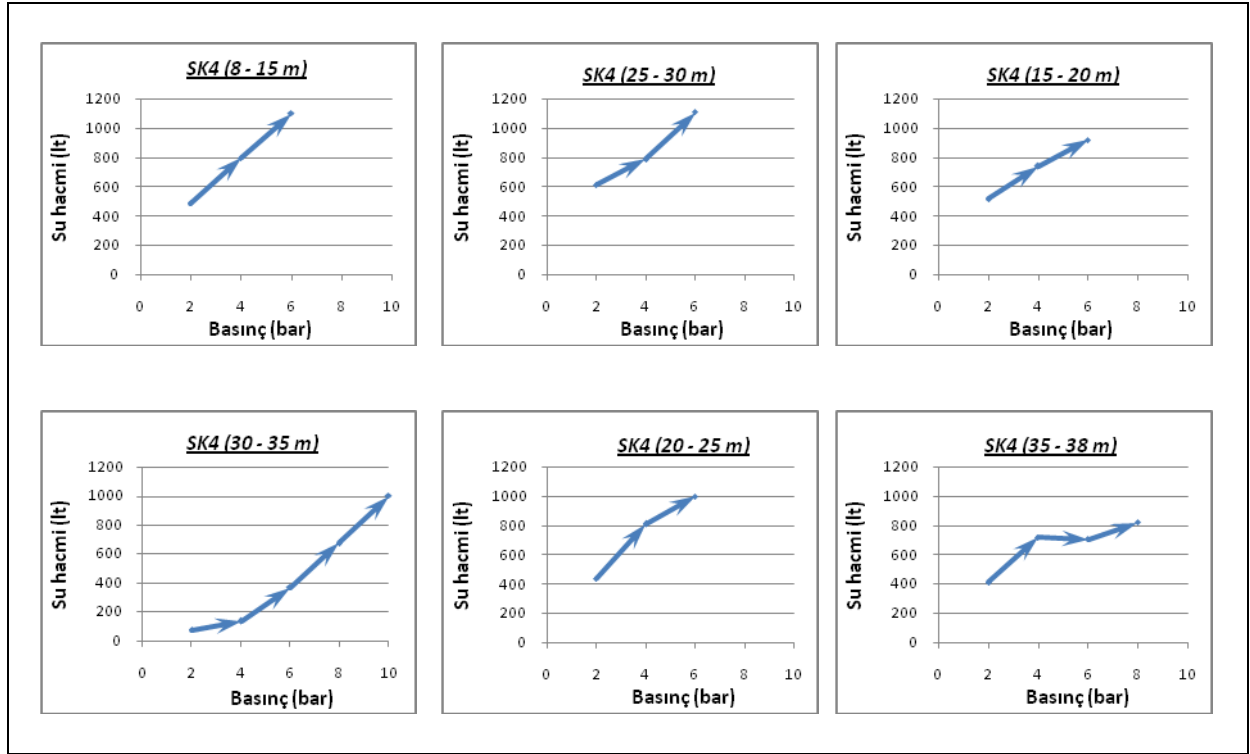 SK4 (8 - 15 m)
Su hacmi (lt)
1200
1000
800
600
400
200
0
0 2 4 6 8 10
Basınç (bar)
SK4 (25 - 30 m)
Su hacmi (lt)
1200
1000
800
600
400
200
0
0 2 4 6 8 10
Basınç (bar)
SK4 (15 - 20 m)
Su hacmi (lt)
1200
1000
800
600
400
200
0
0 2 4 6 8 10
Basınç (bar)
SK4 (30 - 35 m)
Su hacmi (lt)
1200
1000
800
600
400
200
0
0 2 4 6 8 10
Basınç (bar)
SK4 (20 - 25 m)
Su hacmi (lt)
1200
1000
800
600
400
200
0
0 2 4 6 8 10
Basınç (bar)
SK4 (35 - 38 m)
Su hacmi (lt)
1200
1000
800
600
400
200
0
0 2 4 6 8 10
Basınç (bar)